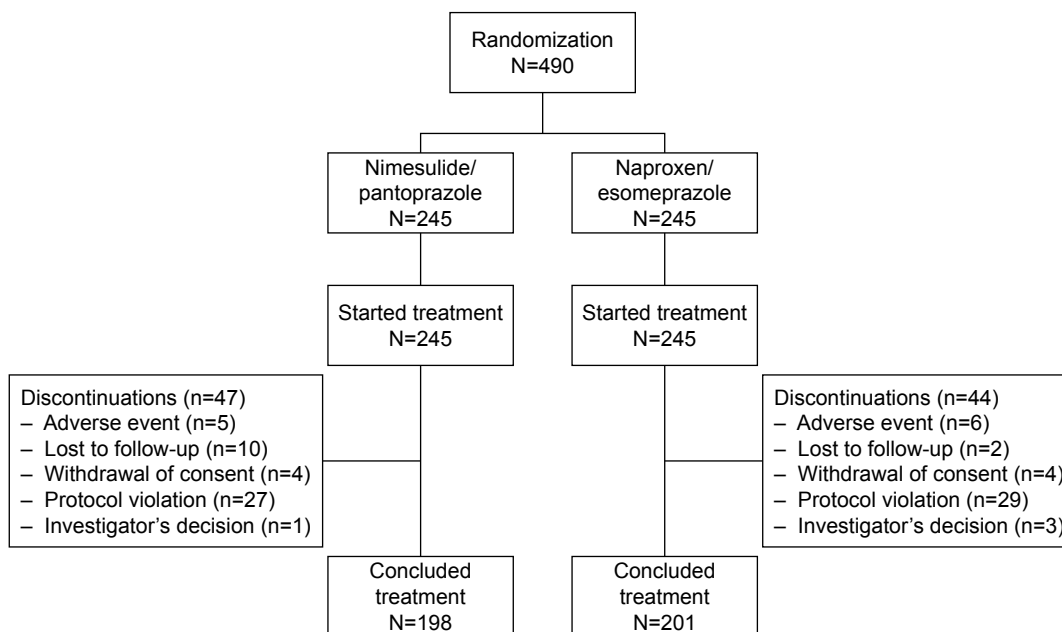 Randomization
N=490
Nimesulide/
pantoprazole
N=245
Naproxen/
esomeprazole
N=245
Started treatment
N=245
Started treatment
N=245
Discontinuations (n=47)
– Adverse event (n=5)
– Lost to follow-up (n=10)
– Withdrawal of consent (n=4)
– Protocol violation (n=27)
– Investigator’s decision (n=1)
Discontinuations (n=44)
– Adverse event (n=6)
– Lost to follow-up (n=2)
– Withdrawal of consent (n=4)
– Protocol violation (n=29)
– Investigator’s decision (n=3)
Concluded
treatment
N=198
Concluded
treatment
N=201